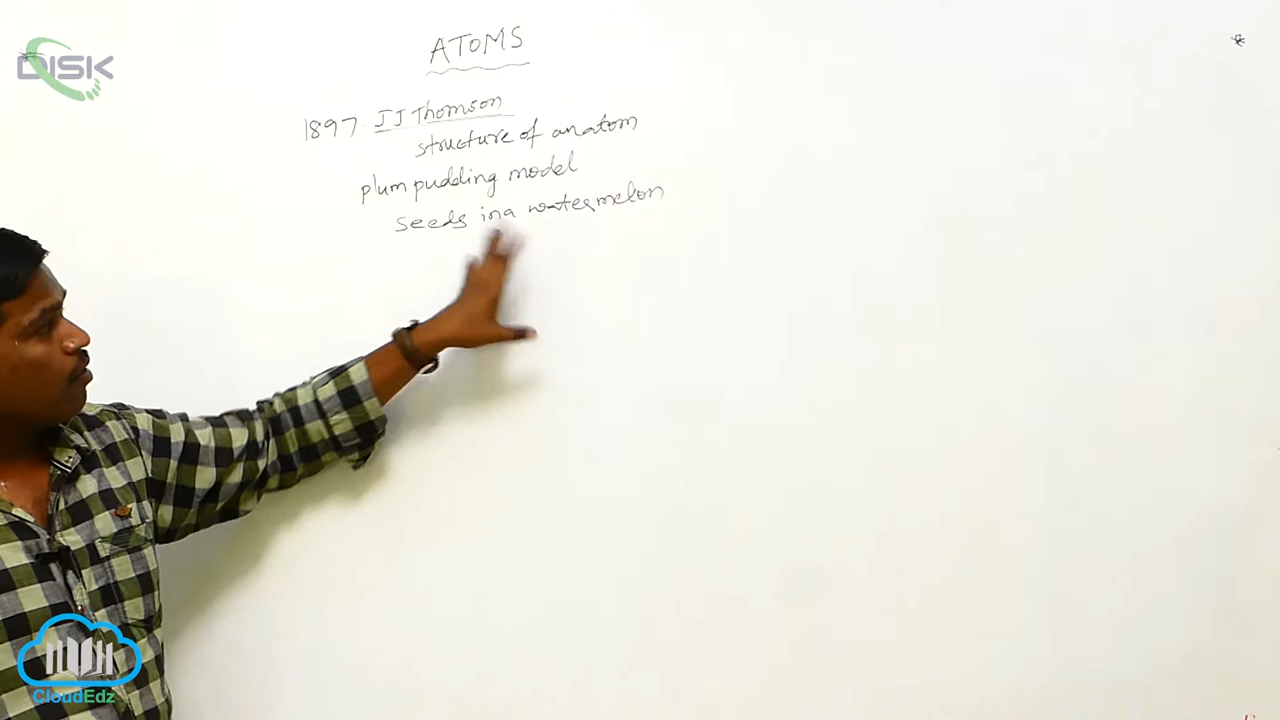 ATOMS
DISK
1897 JJ Thomson
structure of an atom
plum pudding model
seeds in a watermelon
CloudEdz